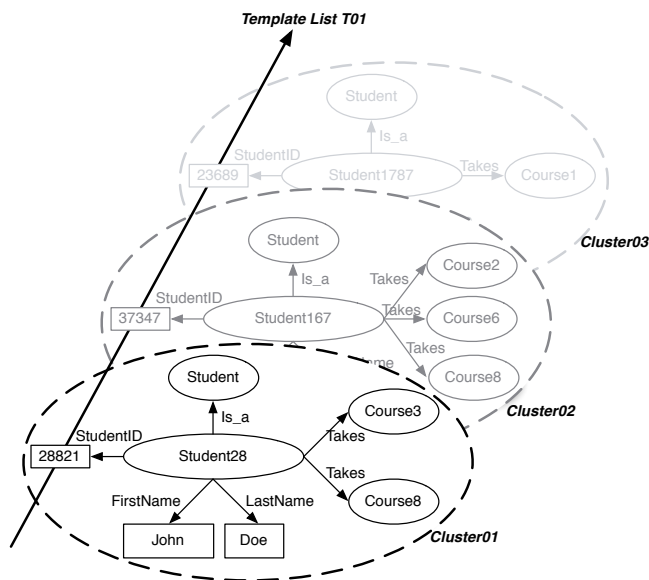 Template List T01
Student
Is_a
StudentID
Takes
23689
Student1787
Course1
Cluster03
Student
Course2
Is_a
Takes
StudentID
37347
Student167
Takes
Course6
Takes
Course8
Cluster02
Student
Course3
Is_a
Takes
StudentID
28821
Student28
Takes
FirstName
LastName
Course8
John
Doe
Cluster01